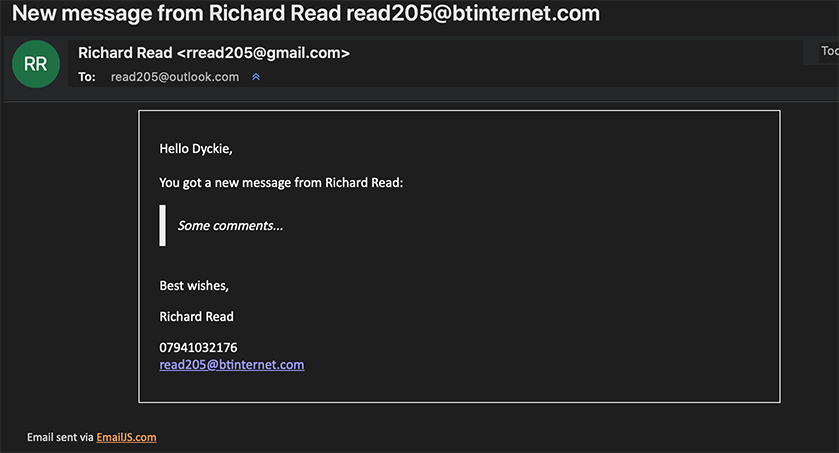 New message from Richard Read read205@btinternet.com
RR
Richard Read <rread205@gmail.com>
To: read205@outlook.com
Hello Dyckie,
You got a new message from Richard Read:
Some comments...
Best wishes,
Richard Read
07941032176
read205@btinternet.com
Email sent via EmailJS.com